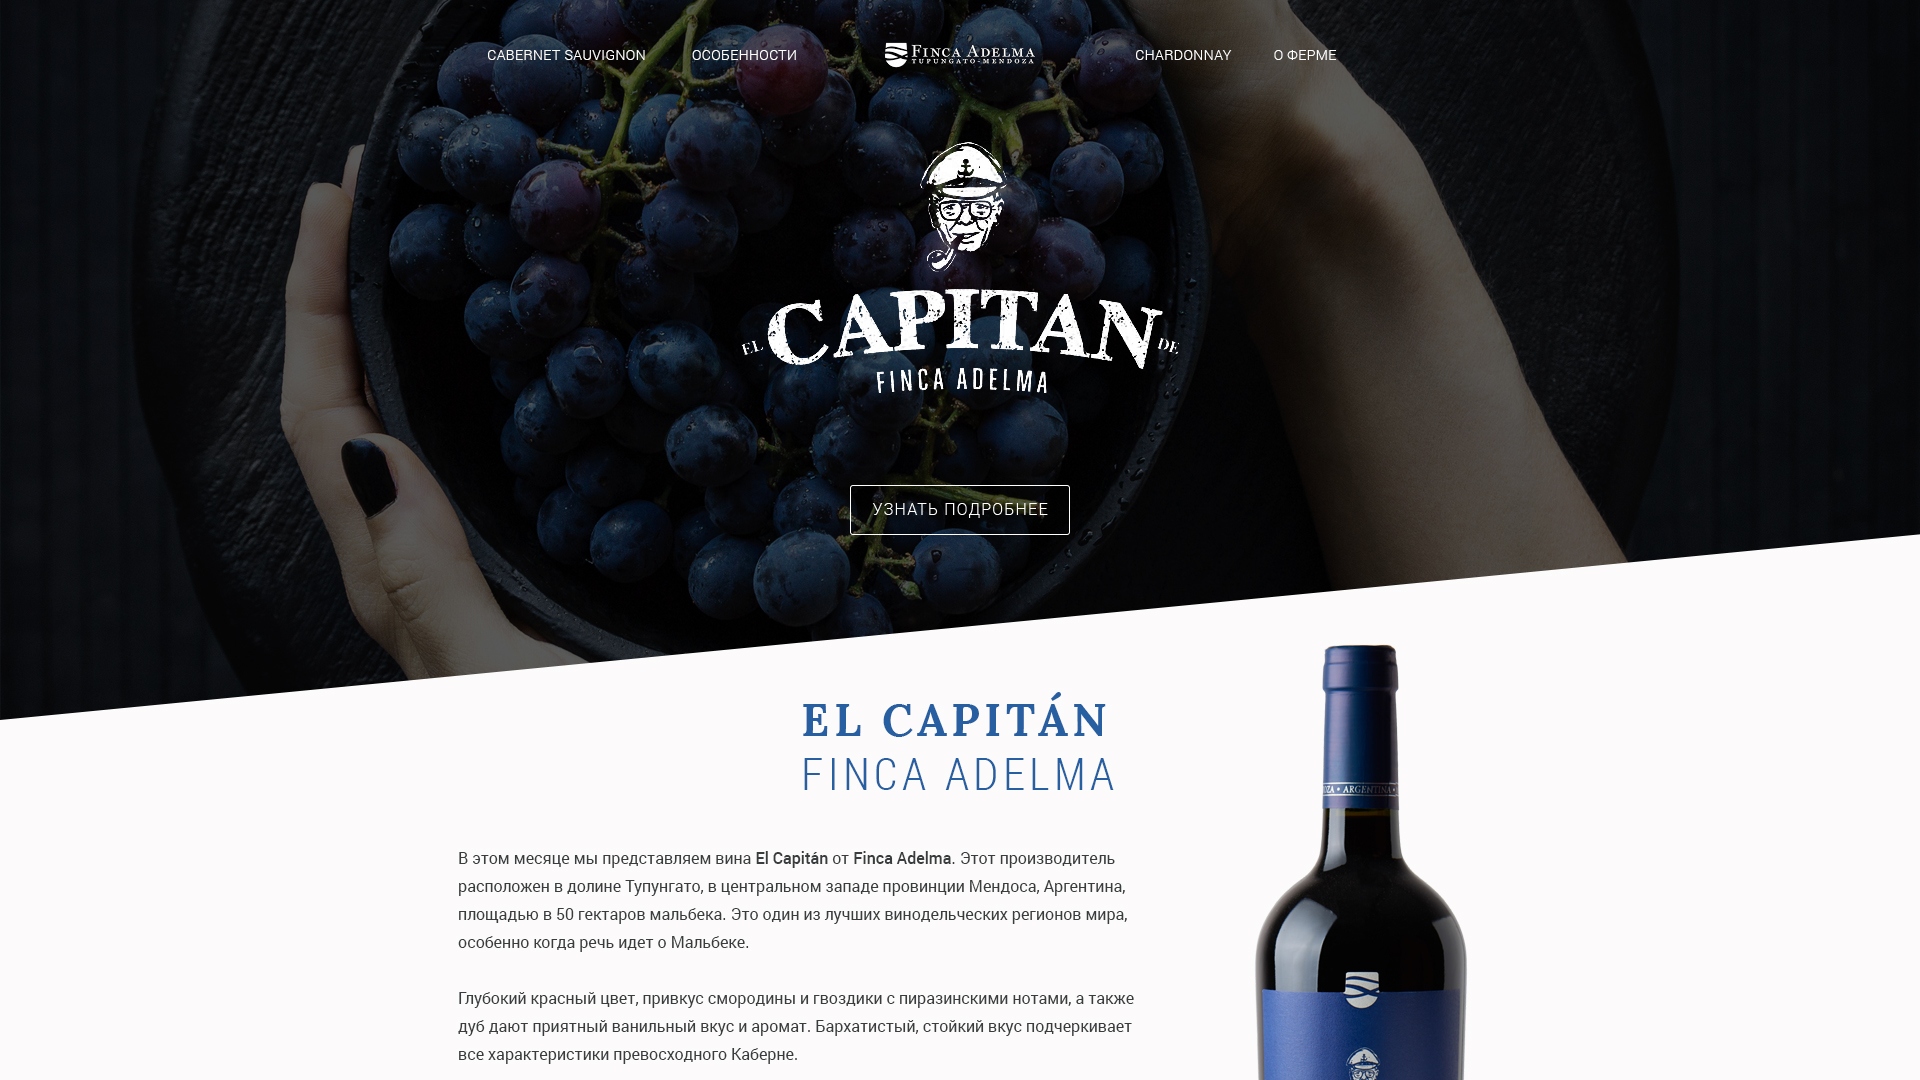 CABERNET SAUVIGNON
ОСОБЕННОСТИ
FINCA ADELMA
TUPUNGATO-MENDOZA
CHARDONNAY
О ФЕРМЕ
EL CAPITAN DE
FINCA ADELMA
УЗНАТЬ ПОДРОБНЕЕ
EL CAPITÁN
FINCA ADELMA
В этом месяце мы представляем вина El Capitán от Finca Adelma. Этот производитель
расположен в долине Тупунгато, в центральном западе провинции Мендоса, Аргентина,
площадью в 50 гектаров мальбека. Это один из лучших винодельческих регионов мира,
особенно когда речь идет о Мальбеке.
Глубокий красный цвет, привкус смородины и гвоздики с пиразинскими нотами, а также
дуб дают приятный ванильный вкус и аромат. Бархатистый, стойкий вкус подчеркивает
все характеристики превосходного Каберне.
• ARGENTINA •